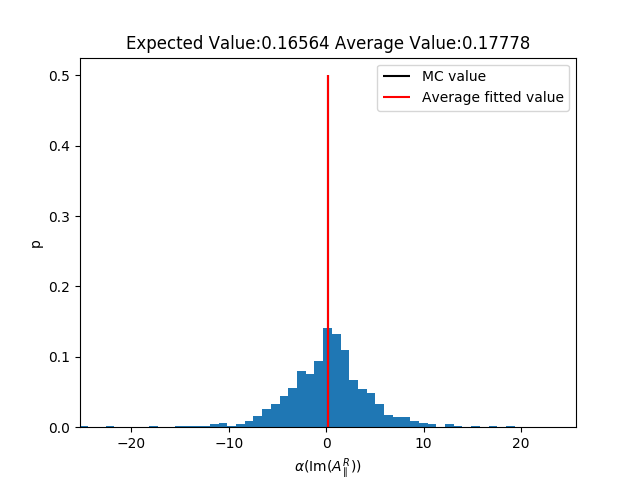 Expected Value:0.16564 Average Value:0.17778
MC value
Average fitted value
0.5
0.4
0.3
0.2
0.1
0.0
p
−20 −10 0 10 20
α(Im(A∥^R))